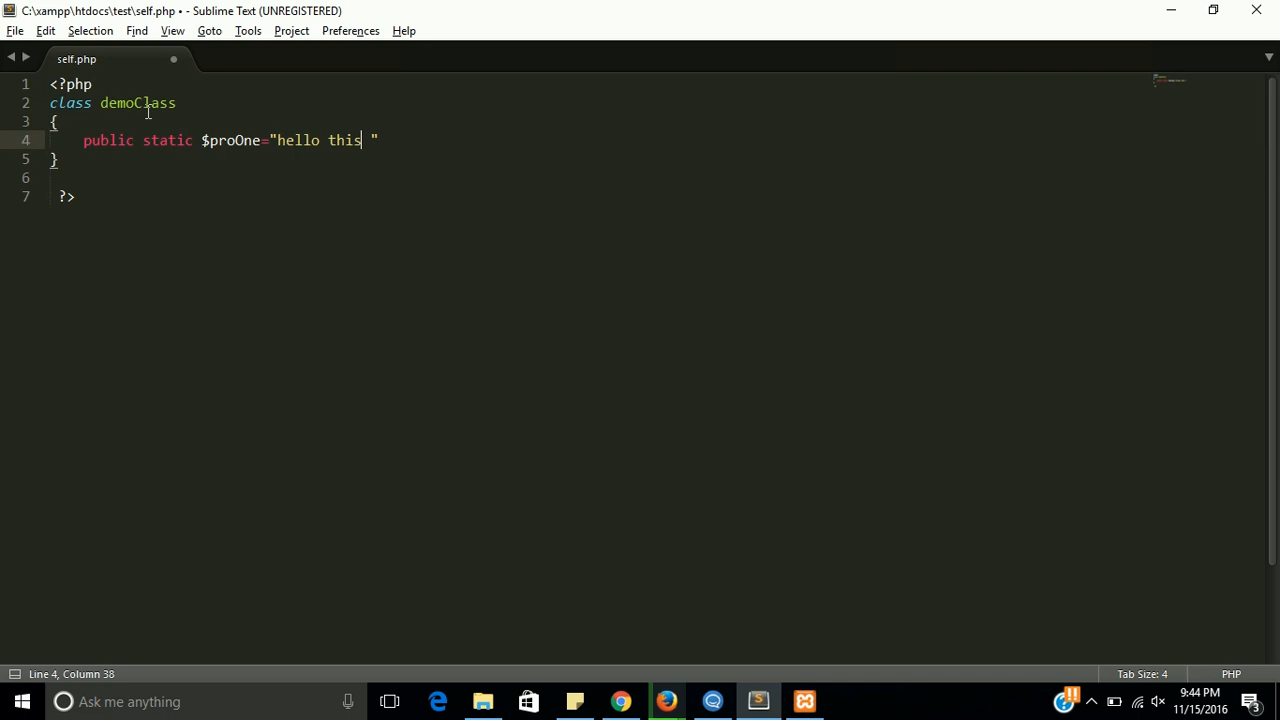 C:\xampp\htdocs\test\self.php • - Sublime Text (UNREGISTERED)
File Edit Selection Find View Goto Tools Project Preferences Help
self.php
1 <?php
2 class demoClass
3 {
4 public static $proOne="hello this "
5 }
6
7 ?>
Line 4, Column 38 Tab Size: 4 PHP
Ask me anything
9:44 PM
11/15/2016
3